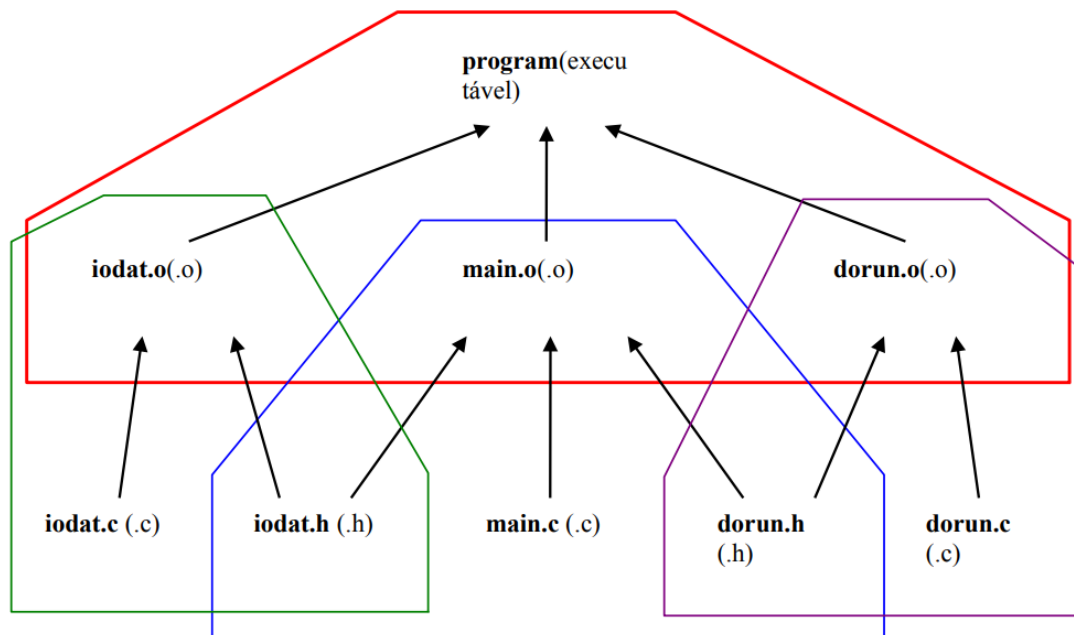 program(execu
tável)
iodat.o(.o)
main.o(.o)
dorun.o(.o)
iodat.c (.c)
iodat.h (.h)
main.c (.c)
dorun.h
(.h)
dorun.c
(.c)